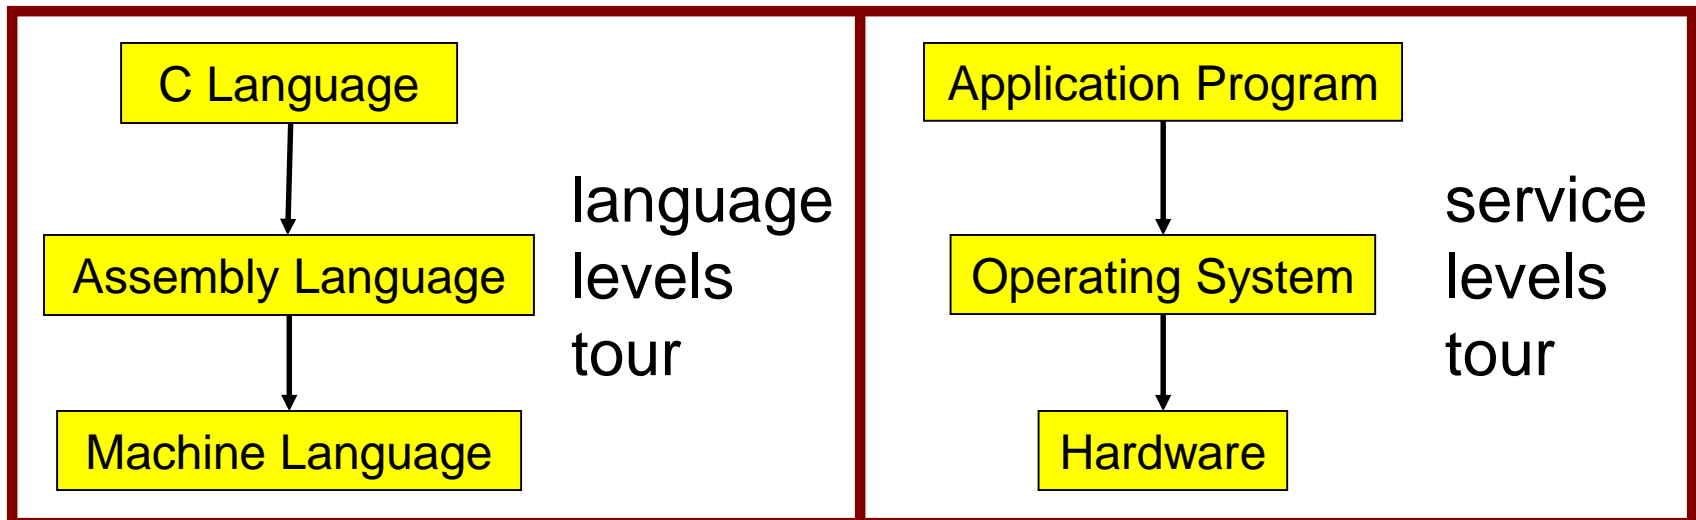 C Language
Assembly Language
Machine Language
language
levels
tour
Application Program
Operating System
Hardware
service
levels
tour